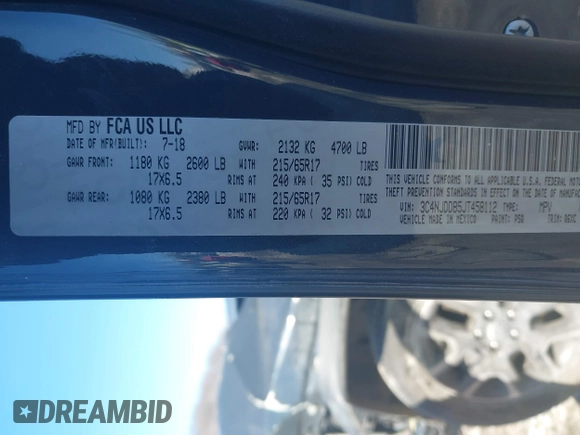 MFD BY FCA US LLC
DATE OF MFR(BUILT): 7-18 GVWR: 2132 KG 4700 LB
GAWR FRONT: 1180 KG 2600 LB WITH 215/65R17 TIRES
17X6.5 RIMS AT 240 KPA ( 35 PSI) COLD
GAWR REAR: 1080 KG 2380 LB WITH 215/65R17 TIRES
17X6.5 RIMS AT 220 KPA ( 32 PSI) COLD
THIS VEHICLE CONFORMS TO ALL APPLICABLE U.S.A. FEDERAL MOTOR
THEFT PREVENTION STANDARDS IN EFFECT ON THE DATE OF MANUFACTURE
VIN: 3C4NJDDB5JT458112 TYPE: MPV
VEHICLE MADE IN MEXICO PAINT: TRIM:
DREAMBID